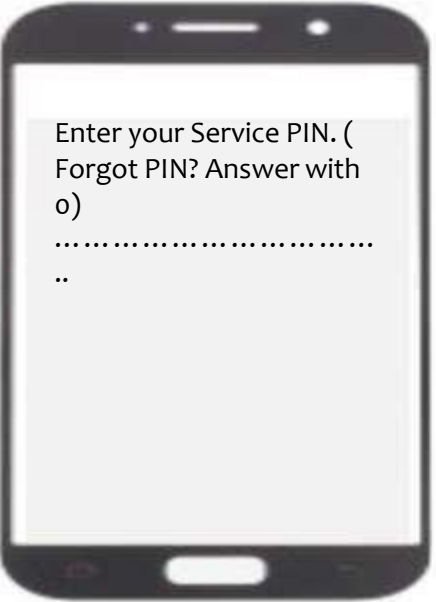 Enter your Service PIN. (
Forgot PIN? Answer with
0)
……………………………
..